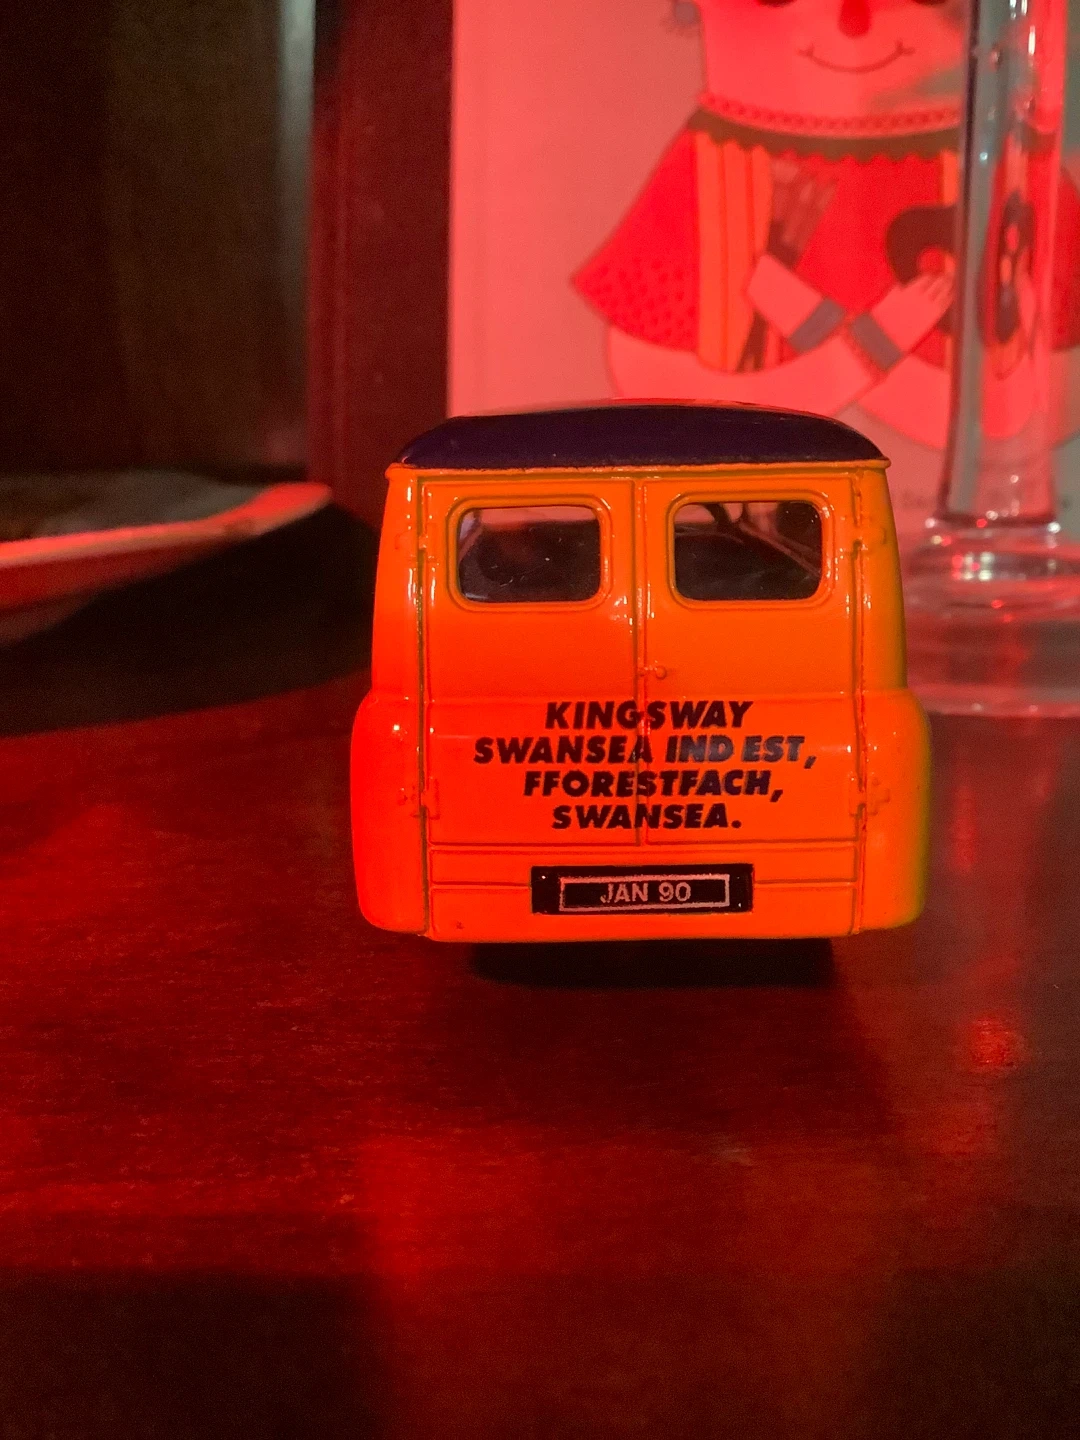 KINGSWAY
SWANSEA IND EST,
FFORESTFACH,
SWANSEA.
JAN 90